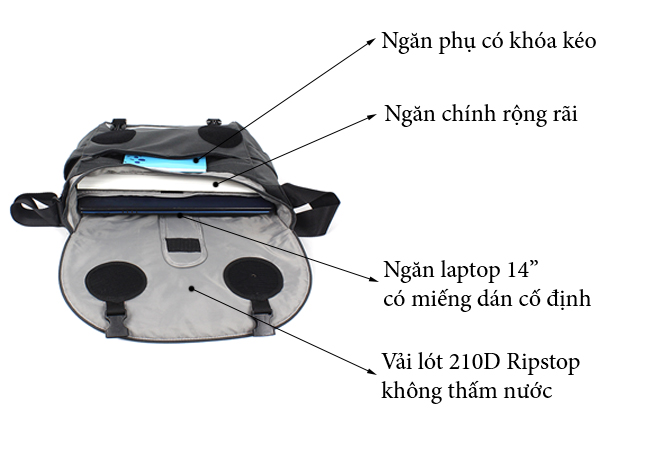 Ngăn phụ có khóa kéo
Ngăn chính rộng rãi
Ngăn laptop 14”
có miếng dán cố định
Vải lót 210D Ripstop
không thấm nước